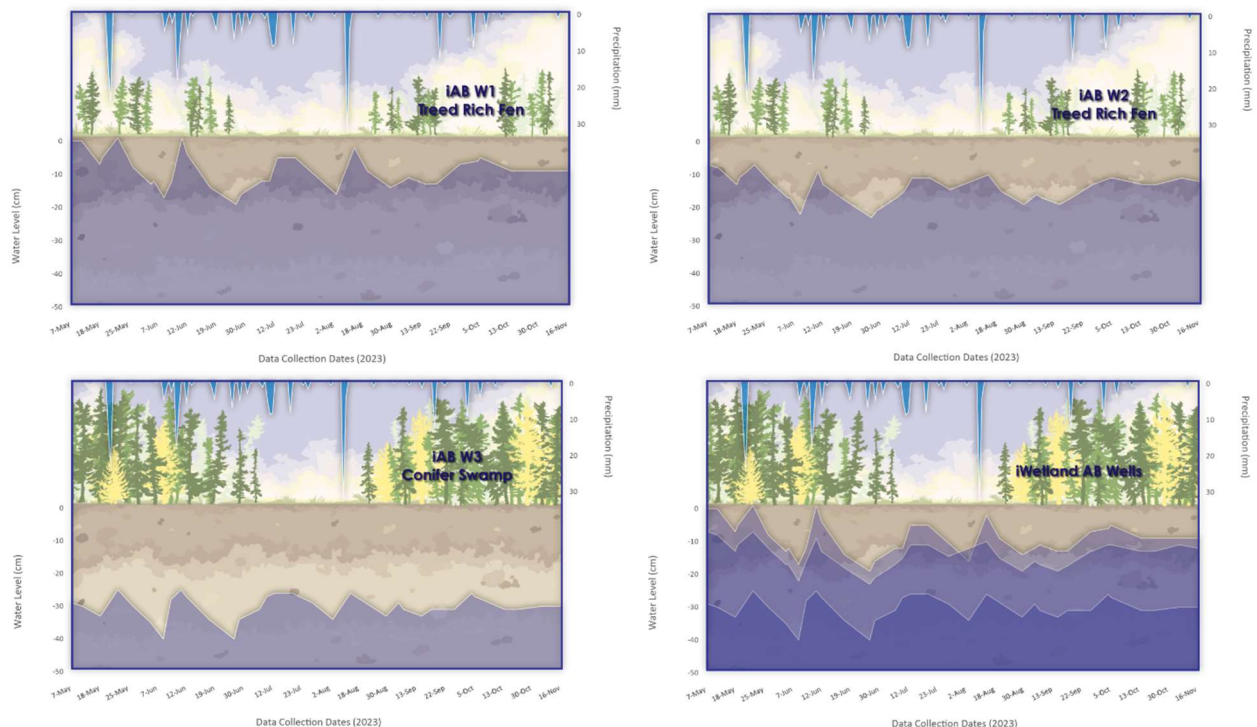 iAB W1
Treed Rich Fen
0
10
20
30
Precipitation (mm)
0
-10
-20
-30
-40
-50
Water Level (cm)
7-May
18-May
25-May
7-Jun
12-Jun
19-Jun
30-Jun
12-Jul
23-Jul
2-Aug
18-Aug
30-Aug
13-Sep
22-Sep
5-Oct
13-Oct
30-Oct
16-Nov
Data Collection Dates (2023)
iAB W2
Treed Rich Fen
0
10
20
30
Precipitation (mm)
0
-10
-20
-30
-40
-50
Water Level (cm)
7-May
18-May
25-May
7-Jun
12-Jun
19-Jun
30-Jun
12-Jul
23-Jul
2-Aug
18-Aug
30-Aug
13-Sep
22-Sep
5-Oct
13-Oct
30-Oct
16-Nov
Data Collection Dates (2023)
iAB W3
Conifer Swamp
0
10
20
30
Precipitation (mm)
0
-10
-20
-30
-40
-50
Water Level (cm)
7-May
18-May
25-May
7-Jun
12-Jun
19-Jun
30-Jun
12-Jul
23-Jul
2-Aug
18-Aug
30-Aug
13-Sep
22-Sep
5-Oct
13-Oct
30-Oct
16-Nov
Data Collection Dates (2023)
iWetland AB Wells
0
10
20
30
Precipitation (mm)
0
-10
-20
-30
-40
-50
Water Level (cm)
7-May
18-May
25-May
7-Jun
12-Jun
19-Jun
30-Jun
12-Jul
23-Jul
2-Aug
18-Aug
30-Aug
13-Sep
22-Sep
5-Oct
13-Oct
30-Oct
16-Nov
Data Collection Dates (2023)